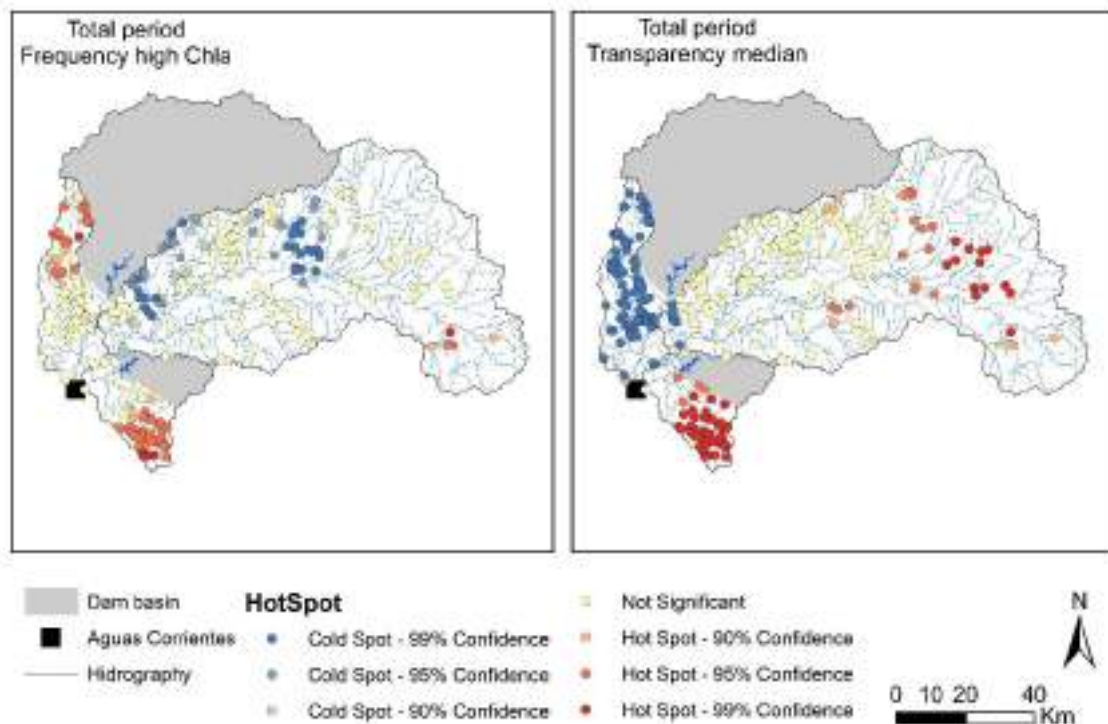 Total period
Frequency high Chla
Total period
Transparency median
Dam basin
Aguas Corrientes
Hidrography
HotSpot
Cold Spot - 99% Confidence
Cold Spot - 95% Confidence
Cold Spot - 90% Confidence
Not Significant
Hot Spot - 90% Confidence
Hot Spot - 95% Confidence
Hot Spot - 99% Confidence
N
0 10 20 40
Km